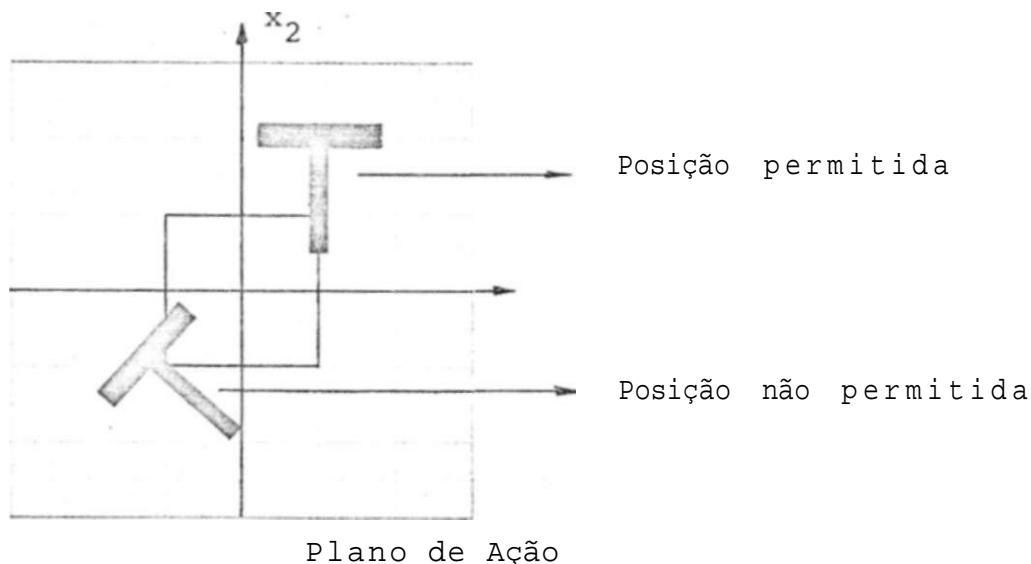 x2
Posição permitida
Posição não permitida
Plano de Ação